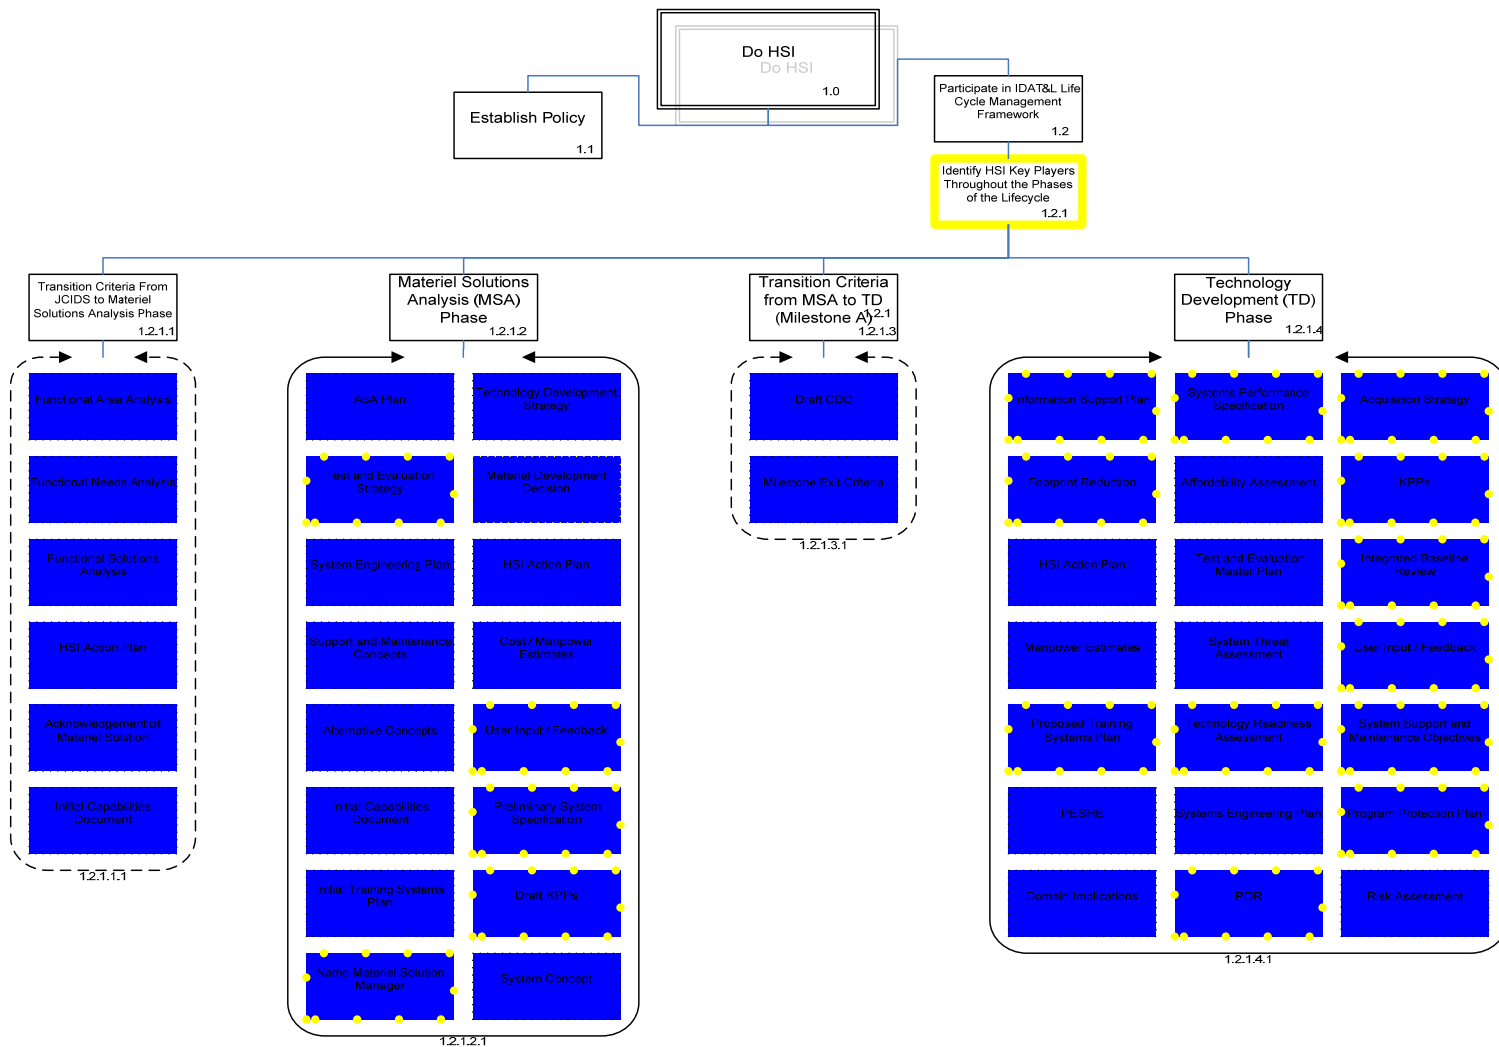 Do HSI
Do HSI
1.0
Establish Policy
1.1
Participate in IDAT&L Life
Cycle Management
Framework
1.2
Identify HSI Key Players
Throughout the Phases
of the Lifecycle
1.2.1
Transition Criteria From
JCIDS to Materiel
Solutions Analysis Phase
1.2.1.1
Functional Area Analysis
Functional Needs Analysis
Functional Solutions
Analysis
HSI Action Plan
Acknowledgement of
Materiel Solution
Initial Capabilities
Document
1.2.1.1.1
Materiel Solutions
Analysis (MSA)
Phase
1.2.1.2
AoA Plan
Technology Development
Strategy
Test and Evaluation
Strategy
Materiel Development
Decision
System Engineering Plan
HSI Action Plan
Support and Maintenance
Concepts
Cost / Manpower
Estimates
Alternative Concepts
User Input / Feedback
Initial Capabilities
Document
Preliminary System
Specification
Initial Training Systems
Plan
Draft KPPs
Name Materiel Solution
Manager
System Concept
1.2.1.2.1
Transition Criteria
from MSA to TD
(Milestone A)
1.2.1
1.2.1.3
Draft CDD
Milestone Exit Criteria
1.2.1.3.1
Technology
Development (TD)
Phase
1.2.1.4
Information Support Plan
Systems Performance
Specification
Acquisition Strategy
Footprint Reduction
Affordability Assessment
KPPs
HSI Action Plan
Test and Evaluation
Master Plan
Integrated Baseline
Review
Manpower Estimates
System Threat
Assessment
User Input / Feedback
Proposed Training
Systems Plan
Technology Readiness
Assessment
System Support and
Maintenance Objectives
PESHE
Systems Engineering Plan
Program Protection Plan
Domain Implications
PDR
Risk Assessment
1.2.1.4.1